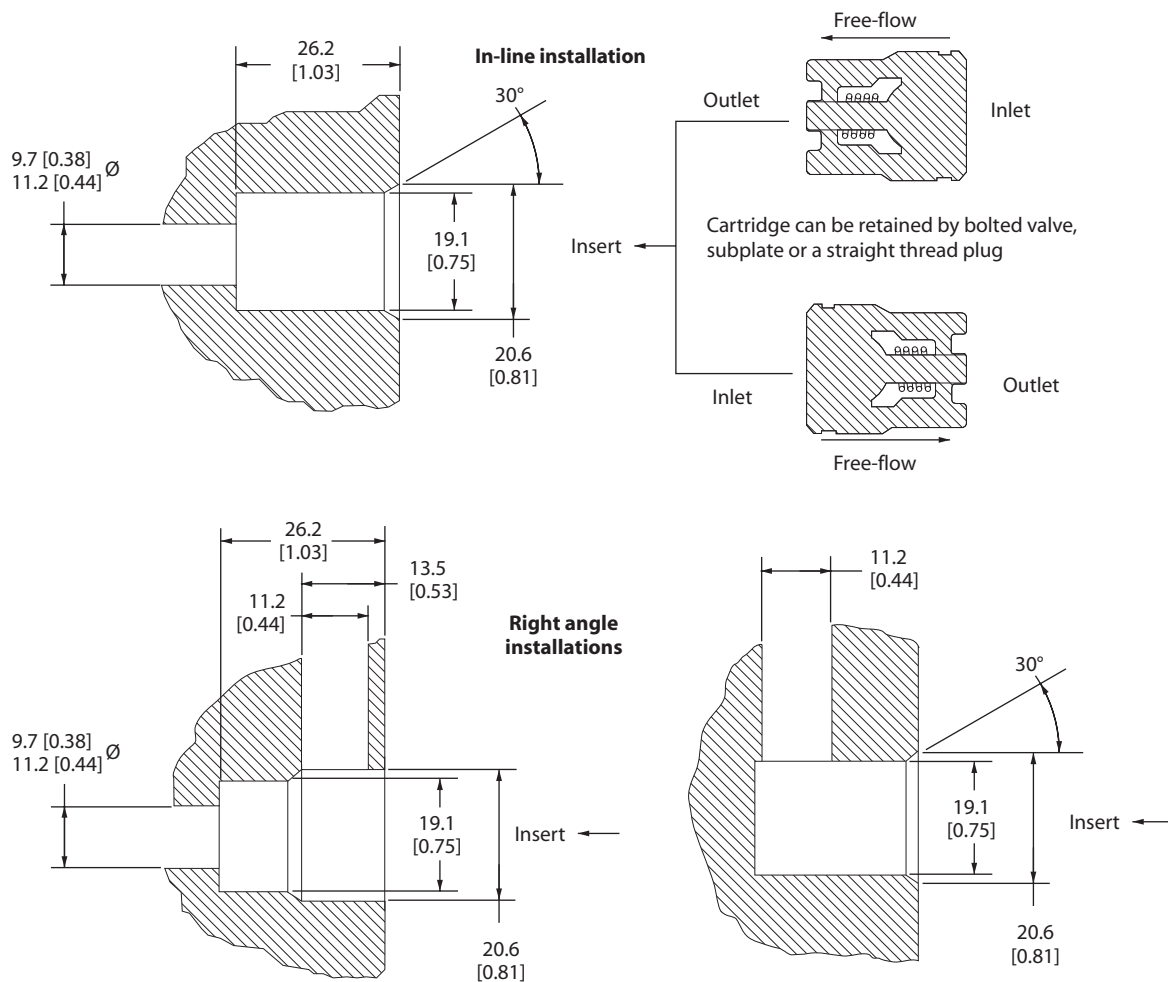 26.2
[1.03]
In-line installation
30°
9.7 [0.38]
11.2 [0.44] Ø
19.1
[0.75]
20.6
[0.81]
Insert
Free-flow
Outlet
Inlet
Cartridge can be retained by bolted valve,
subplate or a straight thread plug
Inlet
Outlet
Free-flow
26.2
[1.03]
13.5
[0.53]
11.2
[0.44]
Right angle
installations
9.7 [0.38]
11.2 [0.44] Ø
19.1
[0.75]
Insert
20.6
[0.81]
11.2
[0.44]
30°
19.1
[0.75]
Insert
20.6
[0.81]